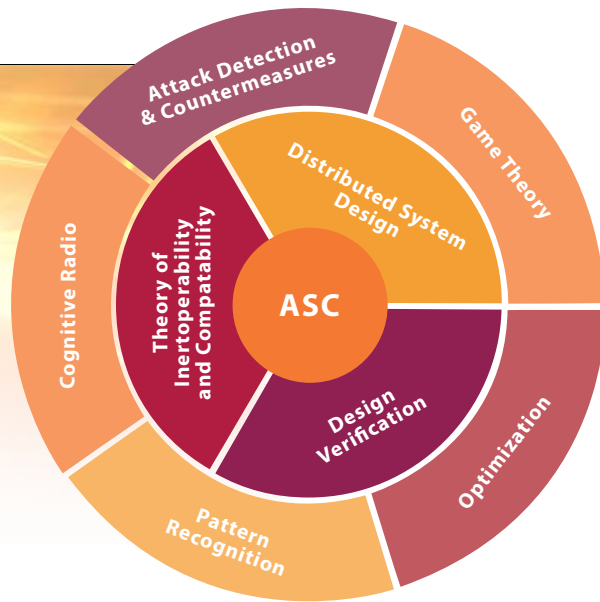 Attack Detection
& Countermeasures
Game Theory
Distributed System
Design
Theory of
Inertoperability
and Compatability
Cognitive Radio
ASC
Design
Verification
Optimization
Pattern
Recognition